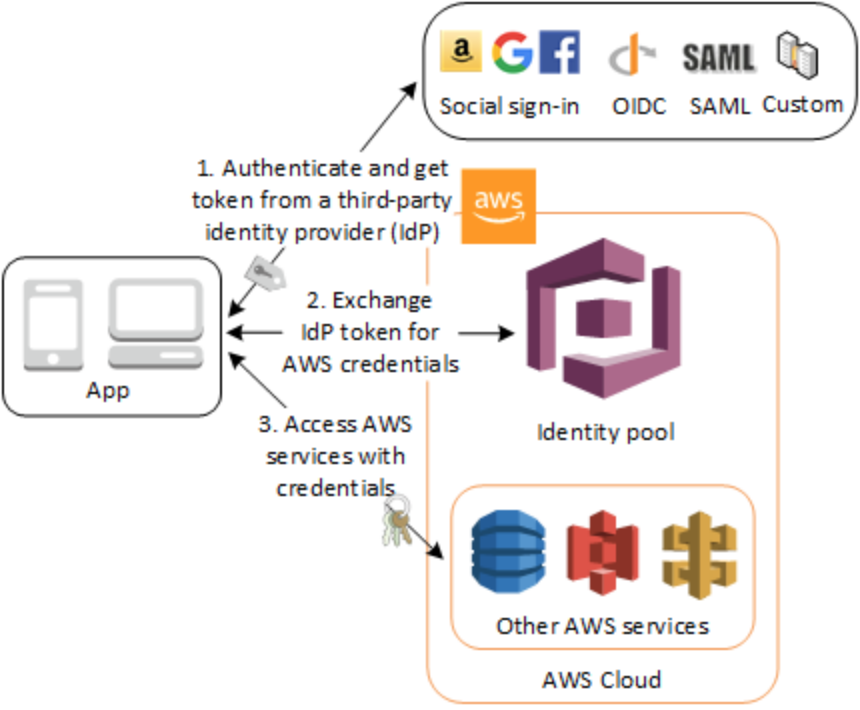 a
SAML
Social sign-in
OIDC
SAML
Custom
1. Authenticate and get
token from a third-party
identity provider (IdP)
aws
2. Exchange
IdP token for
AWS credentials
App
3. Access AWS
services with
credentials
Identity pool
Other AWS services
AWS Cloud